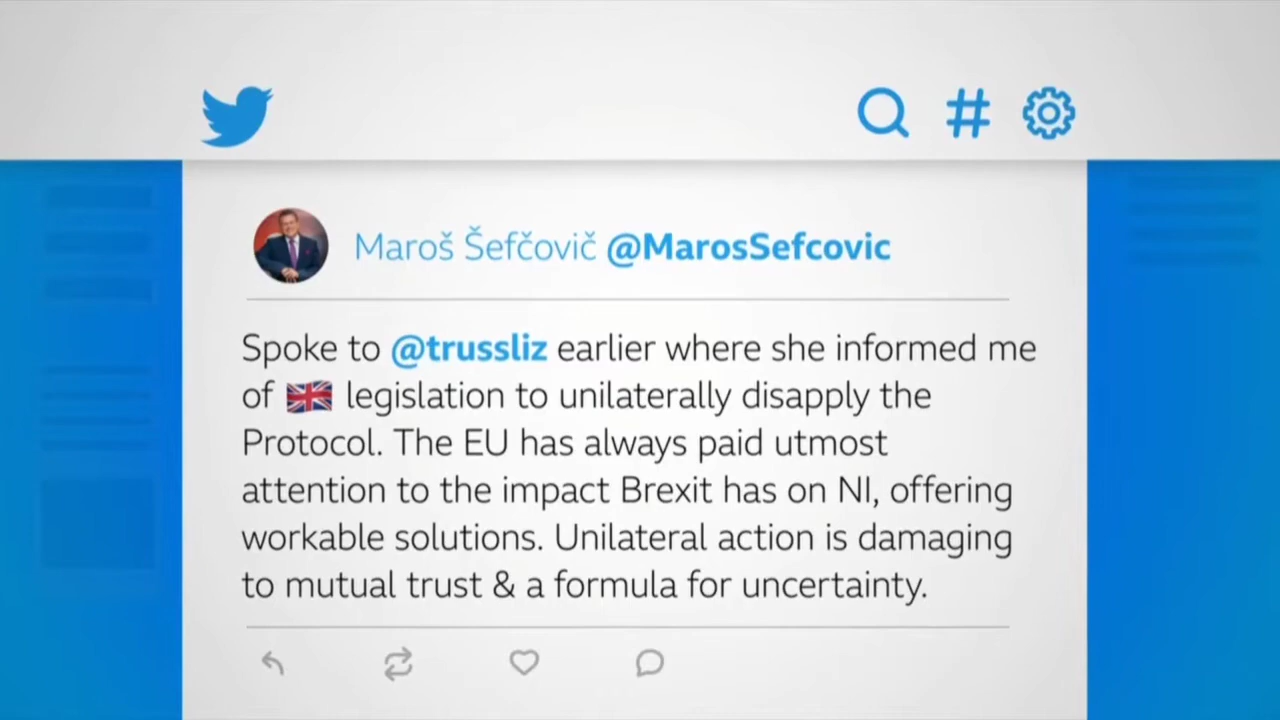 Maroš Šefčovič @MarosSefcovic
Spoke to @trussliz earlier where she informed me
of 🇬🇧 legislation to unilaterally disapply the
Protocol. The EU has always paid utmost
attention to the impact Brexit has on NI, offering
workable solutions. Unilateral action is damaging
to mutual trust & a formula for uncertainty.